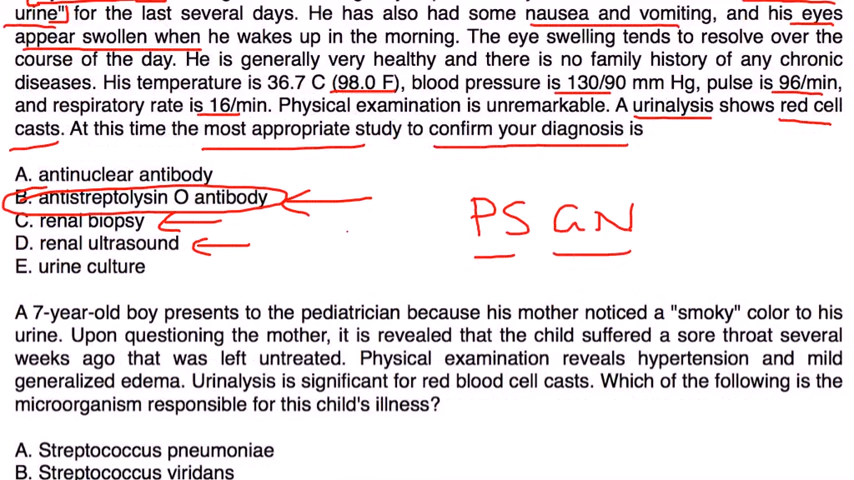 urine" for the last several days. He has also had some nausea and vomiting, and his eyes
appear swollen when he wakes up in the morning. The eye swelling tends to resolve over the
course of the day. He is generally very healthy and there is no family history of any chronic
diseases. His temperature is 36.7 C (98.0 F), blood pressure is 130/90 mm Hg, pulse is 96/min,
and respiratory rate is 16/min. Physical examination is unremarkable. A urinalysis shows red cell
casts. At this time the most appropriate study to confirm your diagnosis is
A. antinuclear antibody
B. antistreptolysin O antibody
C. renal biopsy
D. renal ultrasound
E. urine culture
PS GN
A 7-year-old boy presents to the pediatrician because his mother noticed a "smoky" color to his
urine. Upon questioning the mother, it is revealed that the child suffered a sore throat several
weeks ago that was left untreated. Physical examination reveals hypertension and mild
generalized edema. Urinalysis is significant for red blood cell casts. Which of the following is the
microorganism responsible for this child's illness?
A. Streptococcus pneumoniae
B. Streptococcus viridans